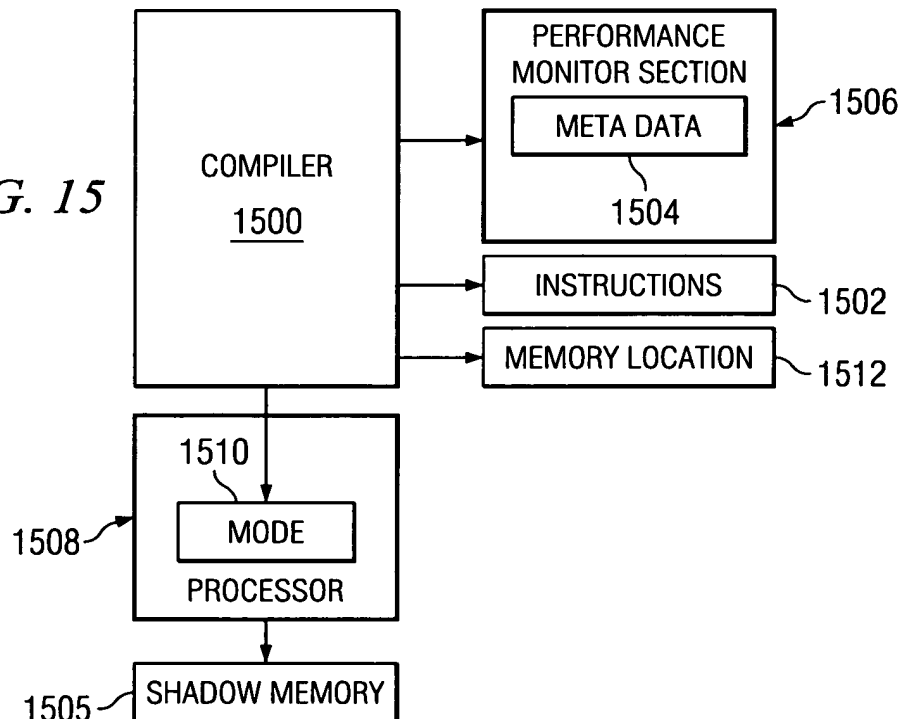 PERFORMANCE
MONITOR SECTION
META DATA
1504
1506
G. 15
COMPILER
1500
INSTRUCTIONS
1502
MEMORY LOCATION
1512
1510
MODE
1508
PROCESSOR
SHADOW MEMORY
1505